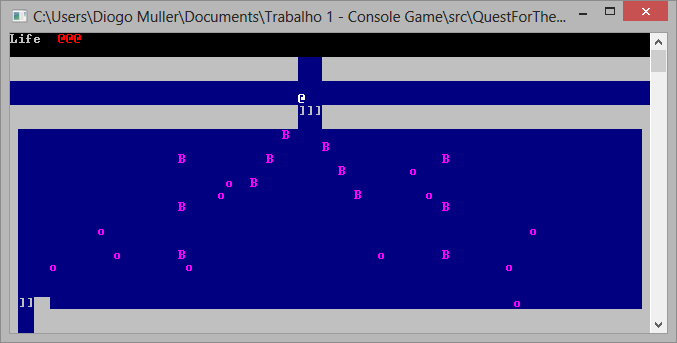 C:\Users\Diogo Muller\Documents\Trabalho 1 - Console Game\src\QuestForThe...
Life @@@
@
]]]
B
B
B B B
B o
o B
o B o
B B
o o
o B o B
o o o
]] o